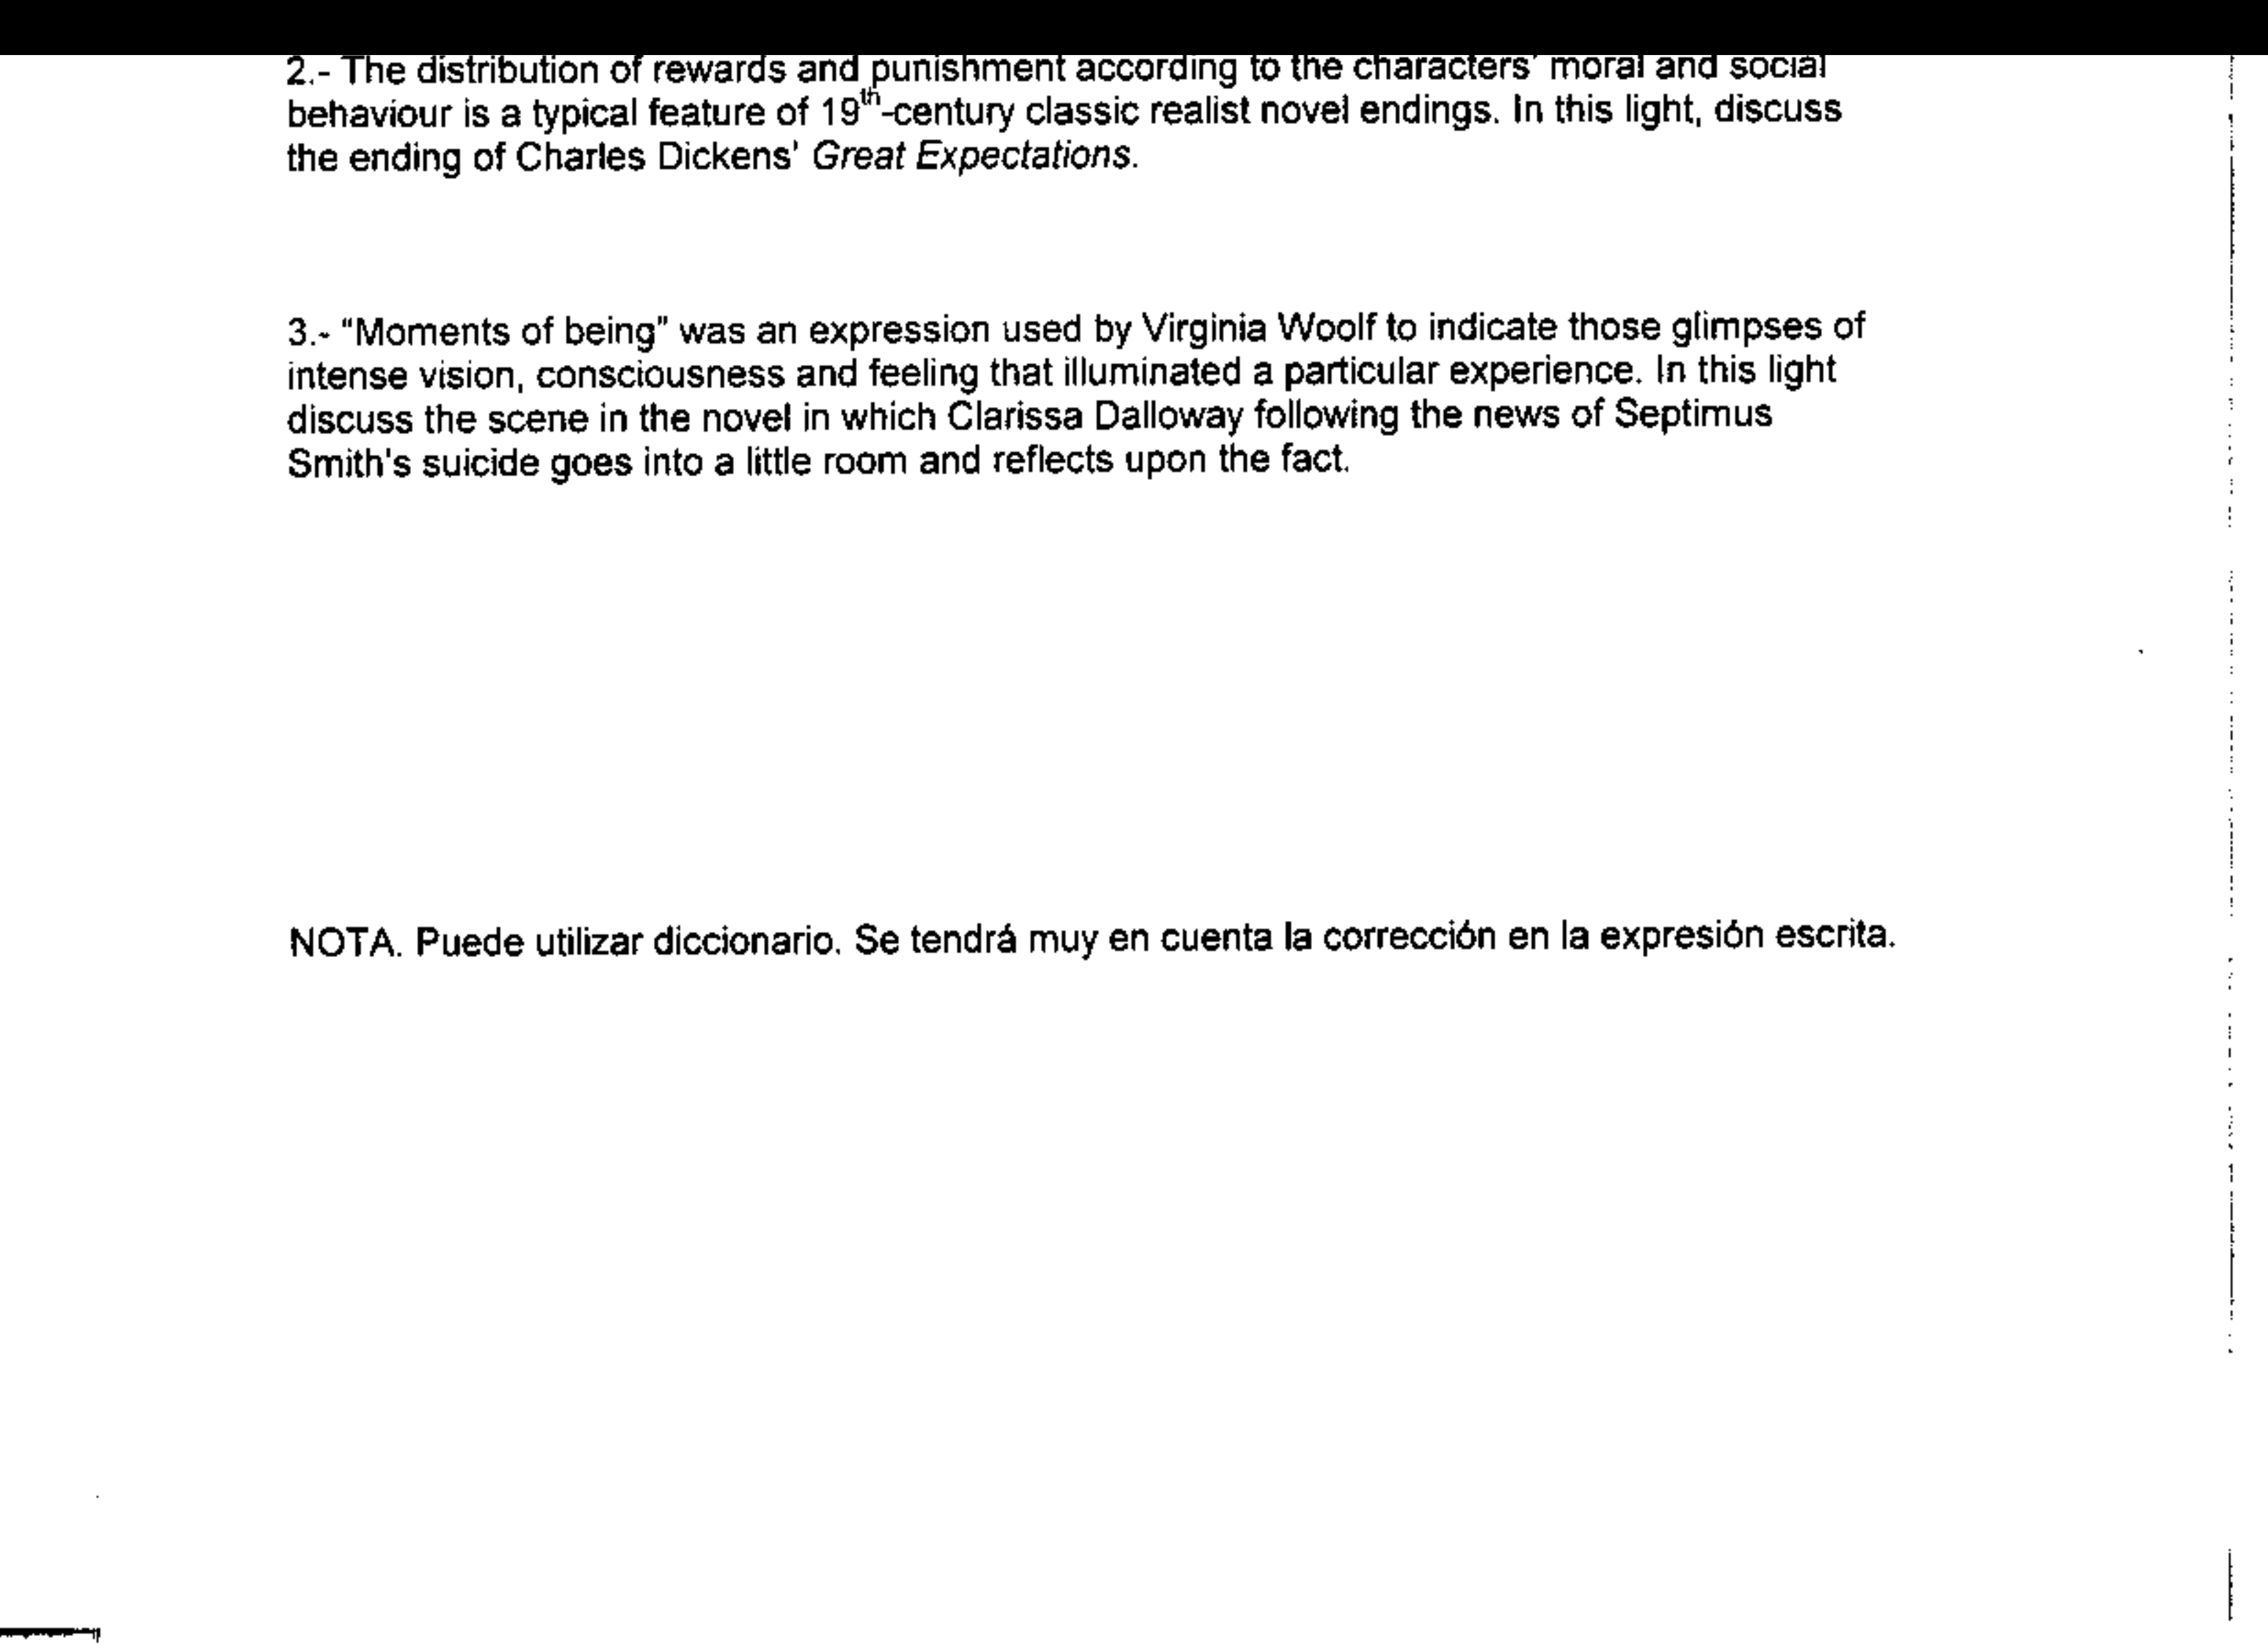 2.- The distribution of rewards and punishment according to the characters' moral and social
behaviour is a typical feature of 19th-century classic realist novel endings. In this light, discuss
the ending of Charles Dickens' Great Expectations.
3.- “Moments of being” was an expression used by Virginia Woolf to indicate those glimpses of
intense vision, consciousness and feeling that illuminated a particular experience. In this light
discuss the scene in the novel in which Clarissa Dalloway following the news of Septimus
Smith's suicide goes into a little room and reflects upon the fact.
NOTA. Puede utilizar diccionario. Se tendrá muy en cuenta la corrección en la expresión escrita.